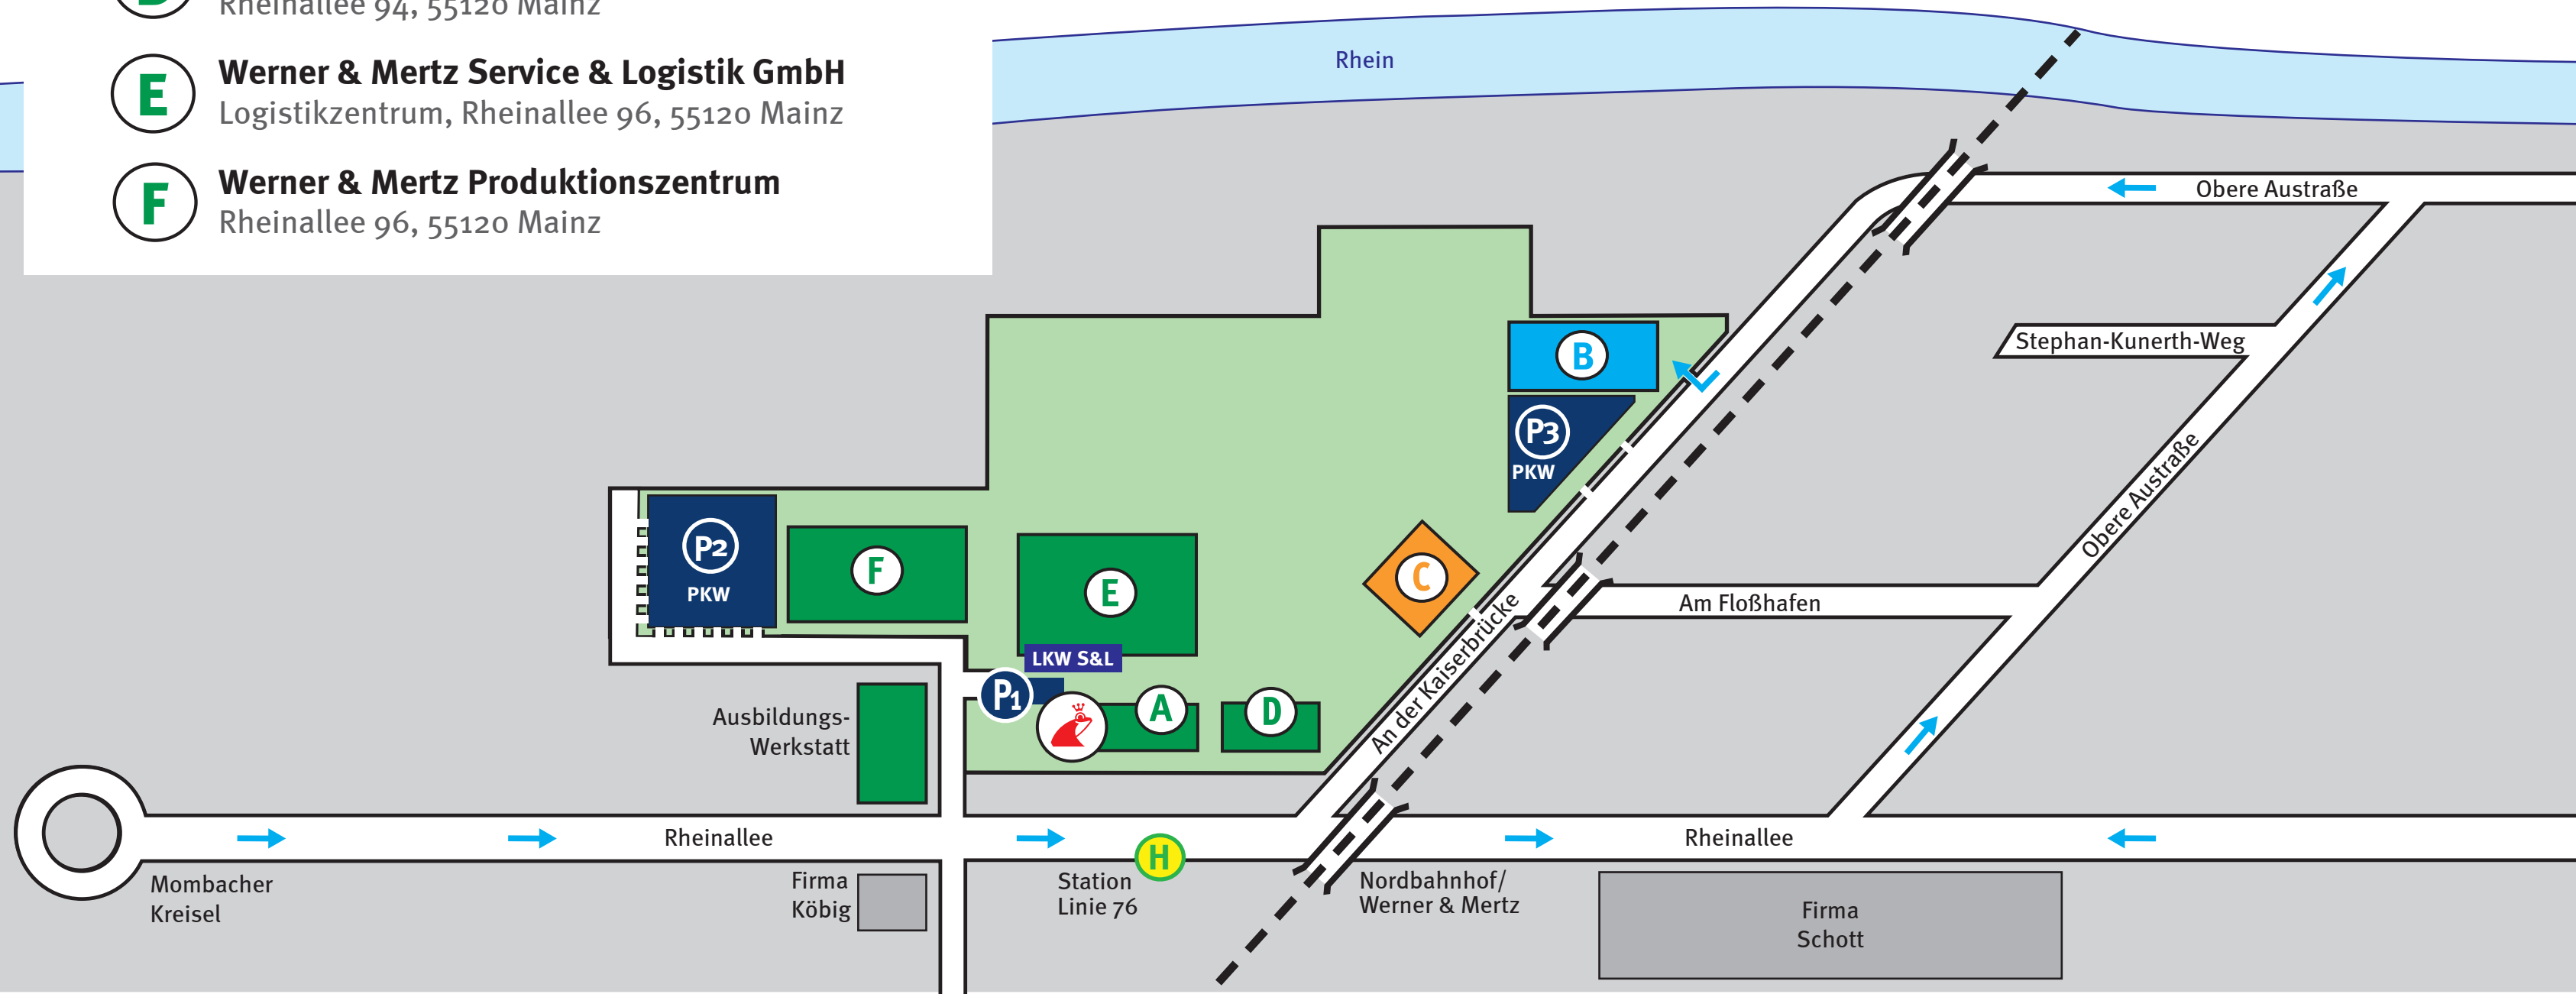 Rheinallee 94, 55120 Mainz
E
Werner & Mertz Service & Logistik GmbH
Logistikzentrum, Rheinallee 96, 55120 Mainz
F
Werner & Mertz Produktionszentrum
Rheinallee 96, 55120 Mainz
Rhein
Obere Austraße
Stephan-Kunerth-Weg
B
P3
PKW
Obere Austraße
P2
PKW
F
E
C
Am Floßhafen
An der Kaiserbrücke
LKW S&L
P1
A
D
Ausbildungs-
Werkstatt
Rheinallee
Rheinallee
H
Mombacher
Kreisel
Firma
Köbig
Station
Linie 76
Nordbahnhof/
Werner & Mertz
Firma
Schott